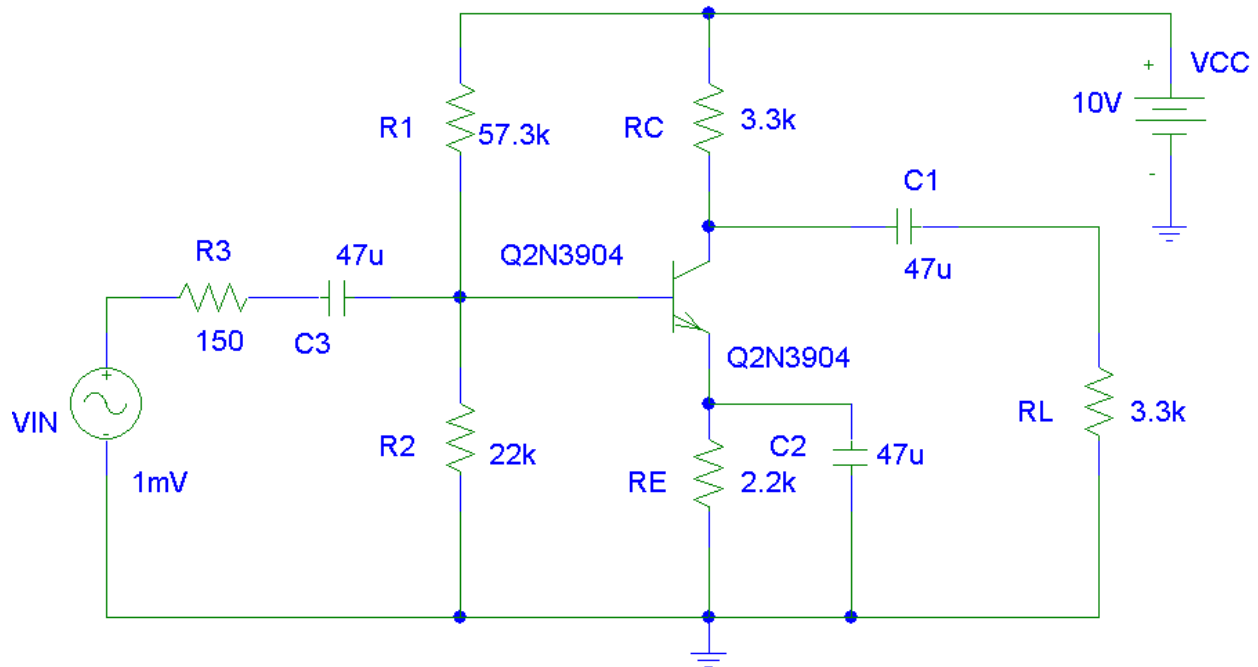 VCC
+
10V
-
R1
57.3k
RC
3.3k
C1
47u
R3
150
47u
C3
Q2N3904
Q2N3904
VIN
+
-
1mV
R2
22k
RE
2.2k
C2
47u
RL
3.3k